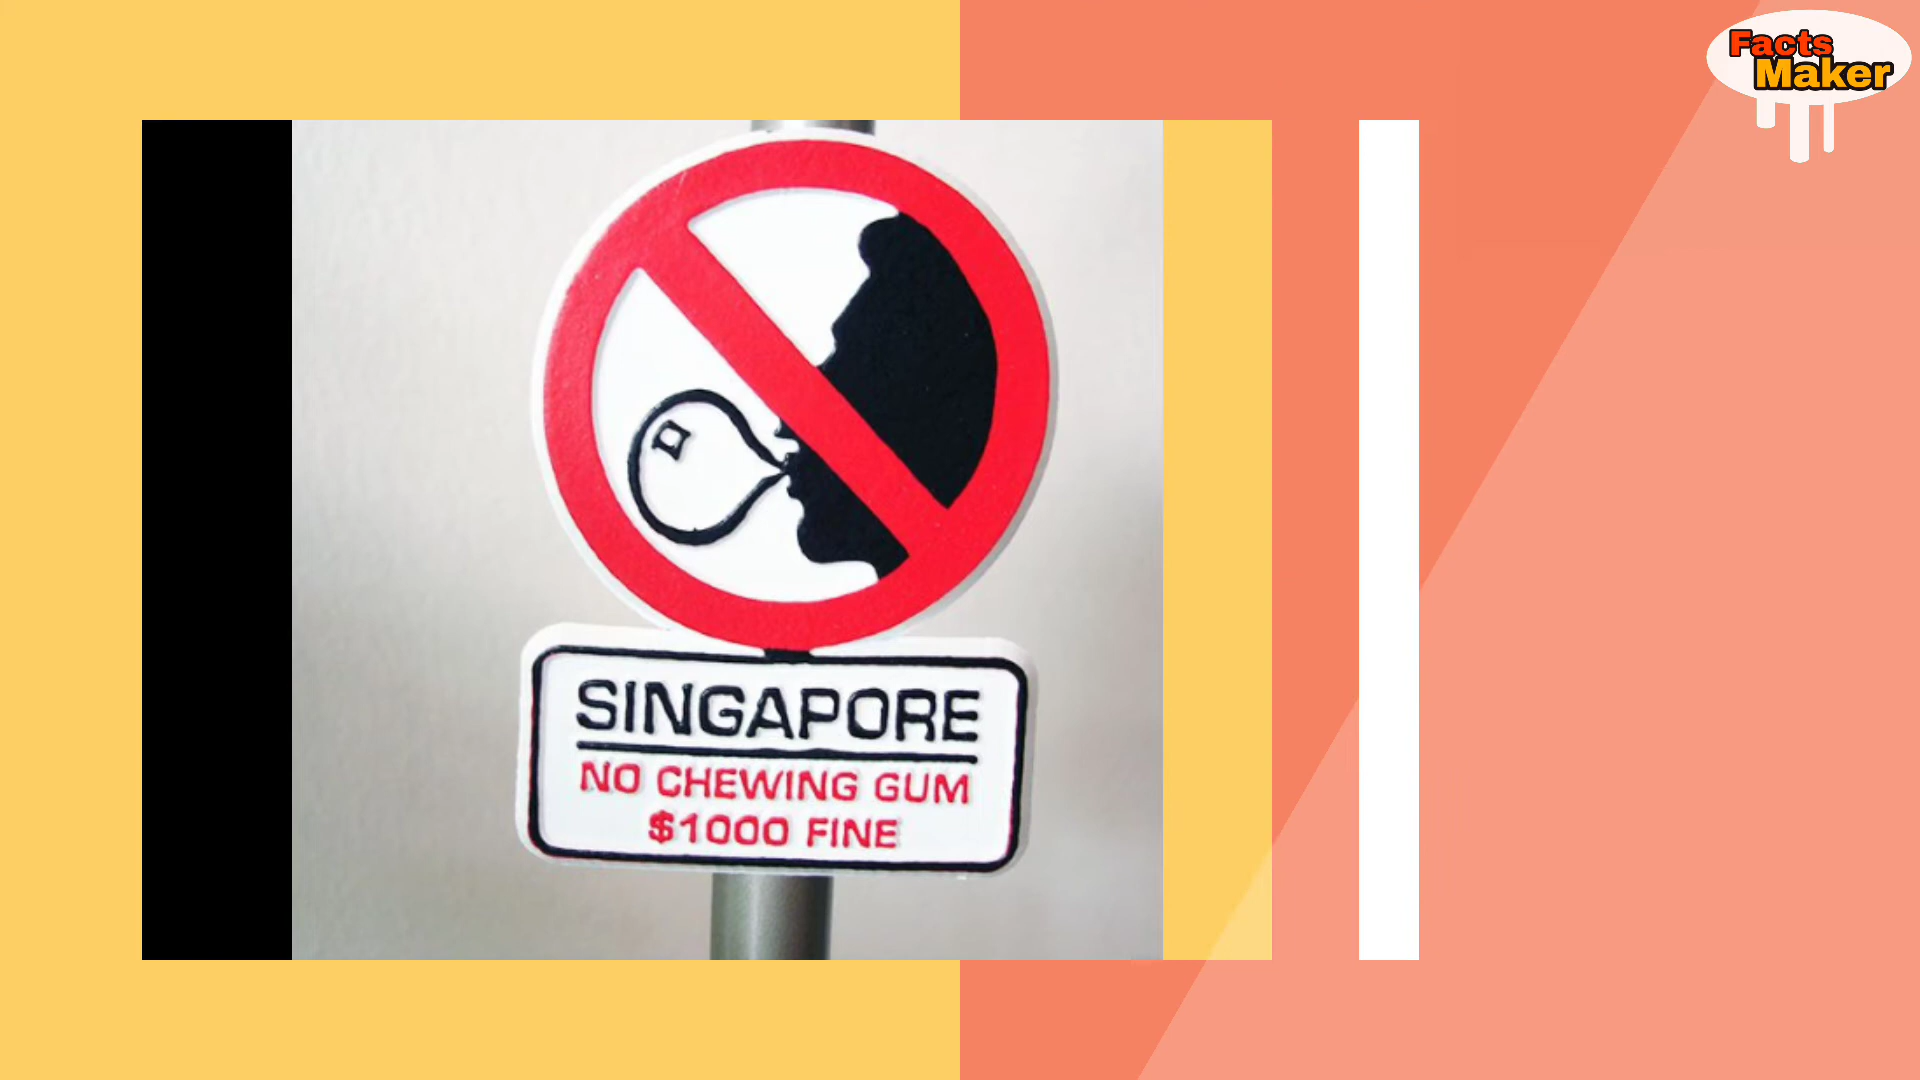 Facts
Maker
SINGAPORE
NO CHEWING GUM
$1000 FINE